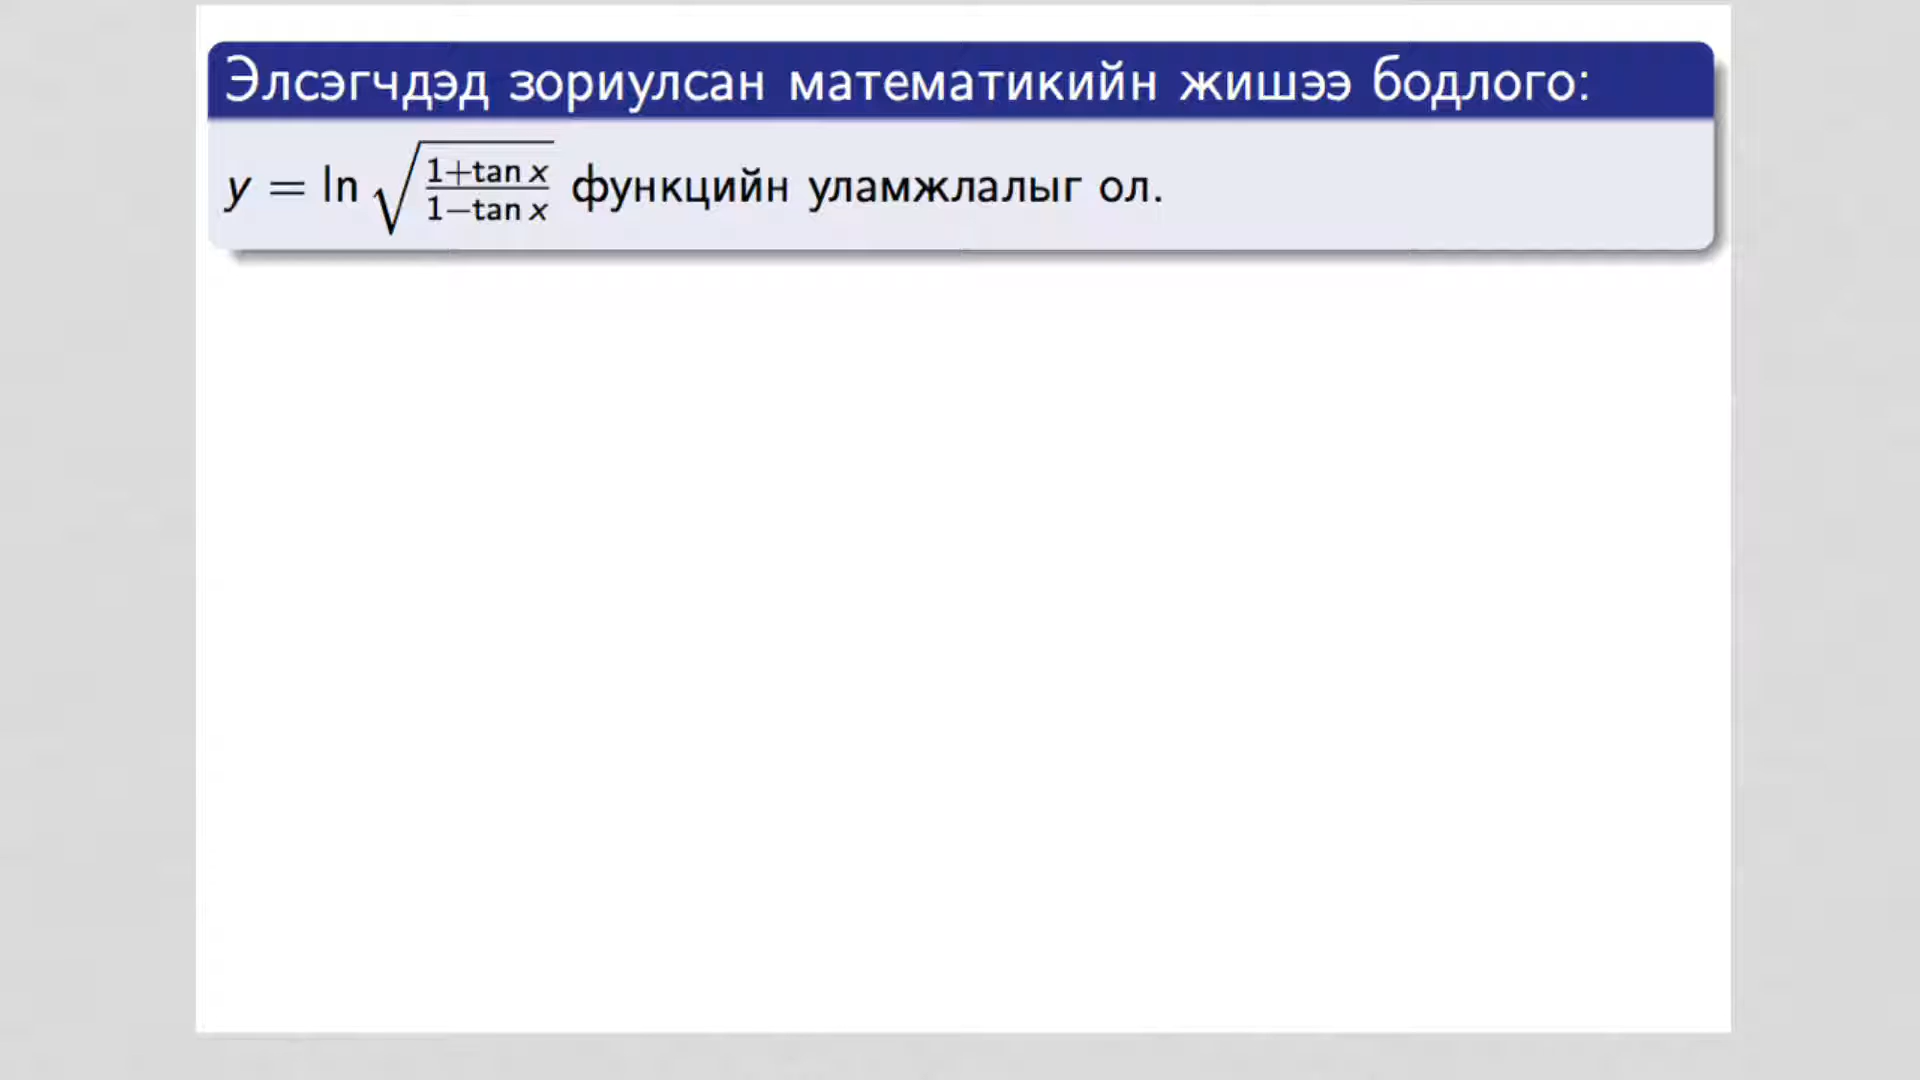 Элсэгчдэд зориулсан математикийн жишээ бодлого:
y = ln √((1+tan x)/(1−tan x)) функцийн уламжлалыг ол.